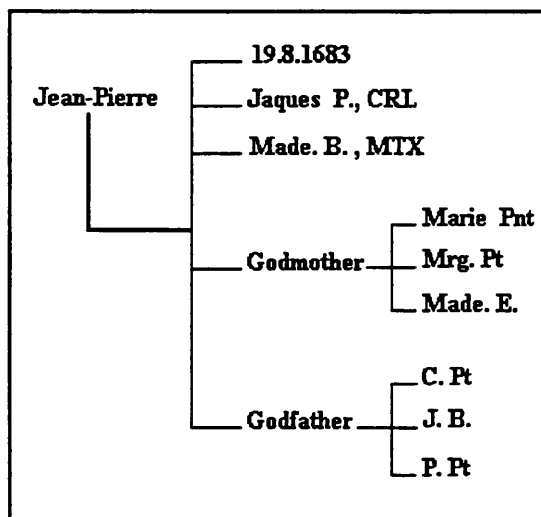 19.8.1683
Jean-Pierre
Jaques P., CRL
Made. B. , MTX
Marie Pnt
Godmother
Mrg. Pt
Made. E.
C. Pt
Godfather
J. B.
P. Pt